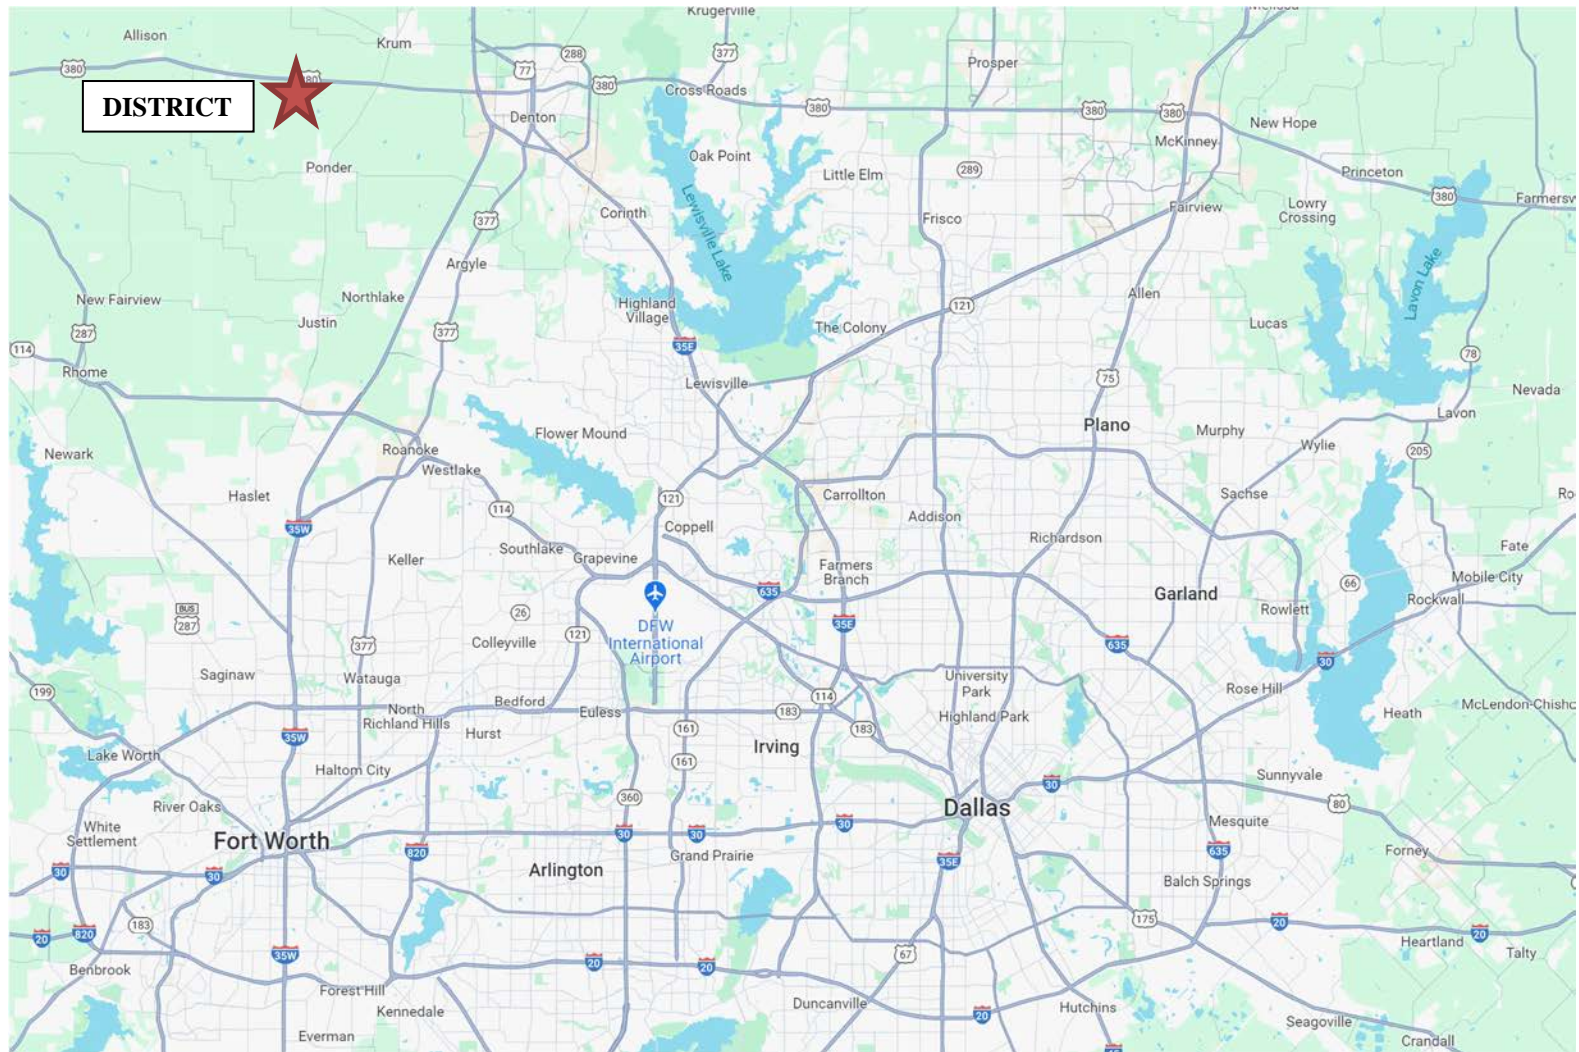 Krugerville
McKooa
Allison
Krum
288
377
Prosper
380
77
380
380
Cross Roads
380
380
380
DISTRICT
Denton
New Hope
McKinney
Oak Point
Ponder
Little Elm
289
Princeton
380
Farmersv
Corinth
377
Frisco
Fairview
Lowry
Crossing
Lewisville Lake
Argyle
Lavon Lake
New Fairview
Northlake
Highland
Village
Allen
121
Justin
The Colony
Lucas
287
377
114
35E
78
Rhome
Lewisville
75
Nevada
Lavon
Plano
Flower Mound
Murphy
Wylie
Newark
Roanoke
205
Westlake
Haslet
121
Carrollton
Sachse
Ro
114
Addison
35W
Coppell
Richardson
Southlake
Grapevine
Fate
Keller
Farmers
Branch
Mobile City
66
635
Garland
Rockwall
BUS
287
26
Rowlett
DFW
International
Airport
35E
Colleyville
121
377
635
30
Saginaw
Watauga
University
Park
Rose Hill
199
114
Bedford
North
Richland Hills
Euless
183
Highland Park
Heath
McLendon-Chisho
161
183
Hurst
35W
Irving
Lake Worth
161
Haltom City
Sunnyvale
30
360
River Oaks
Dallas
80
White
Settlement
30
30
30
Mesquite
Fort Worth
820
Grand Prairie
35E
635
Forney
30
30
Arlington
Balch Springs
183
175
20
20
820
20
Heartland
35W
67
Talty
20
20
Benbrook
Forest Hill
Duncanville
Kennedale
20
Hutchins
Seagoville
Everman
Crandall